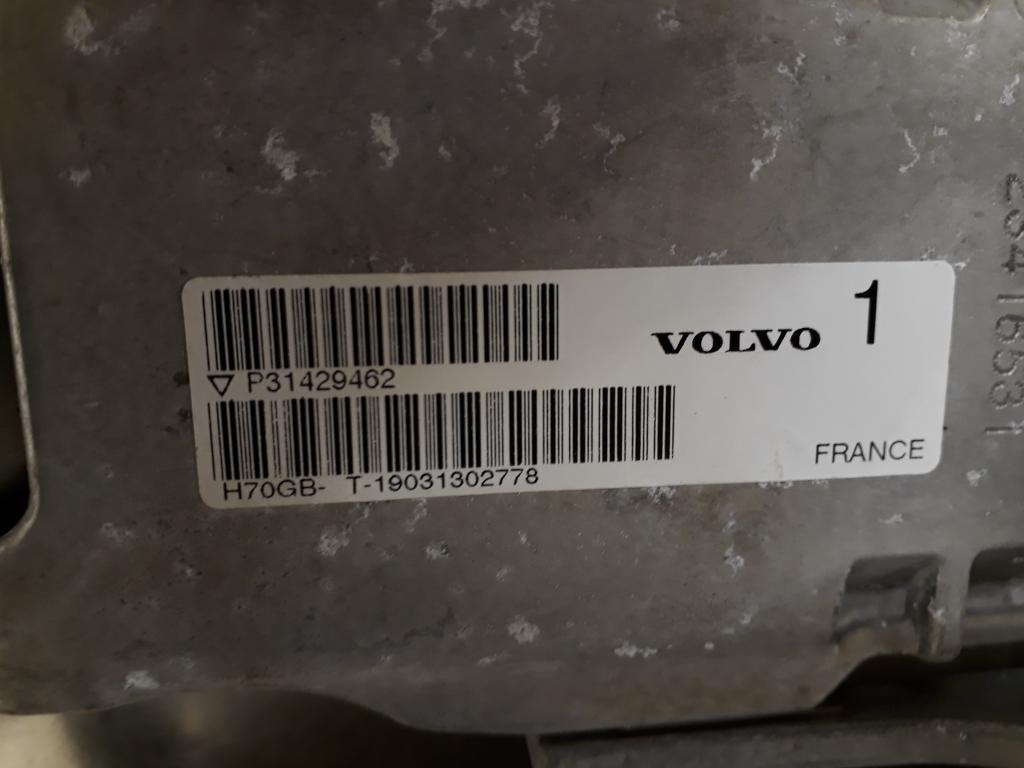 VOLVO 1
▽ P31429462
H70GB- T-19031302778
FRANCE